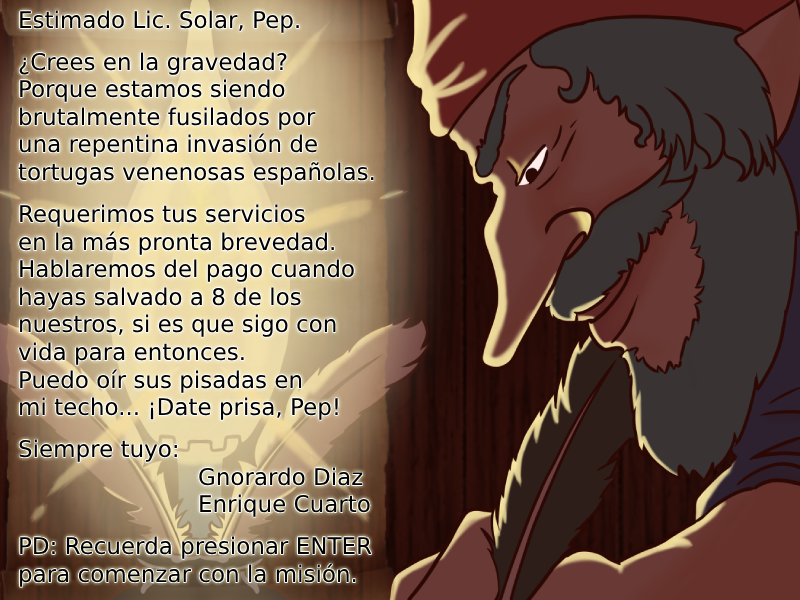 Estimado Lic. Solar, Pep.
¿Crees en la gravedad?
Porque estamos siendo
brutalmente fusilados por
una repentina invasión de
tortugas venenosas españolas.
Requerimos tus servicios
en la más pronta brevedad.
Hablaremos del pago cuando
hayas salvado a 8 de los
nuestros, si es que sigo con
vida para entonces.
Puedo oír sus pisadas en
mi techo... ¡Date prisa, Pep!
Siempre tuyo:
Gnorardo Diaz
Enrique Cuarto
PD: Recuerda presionar ENTER
para comenzar con la misión.